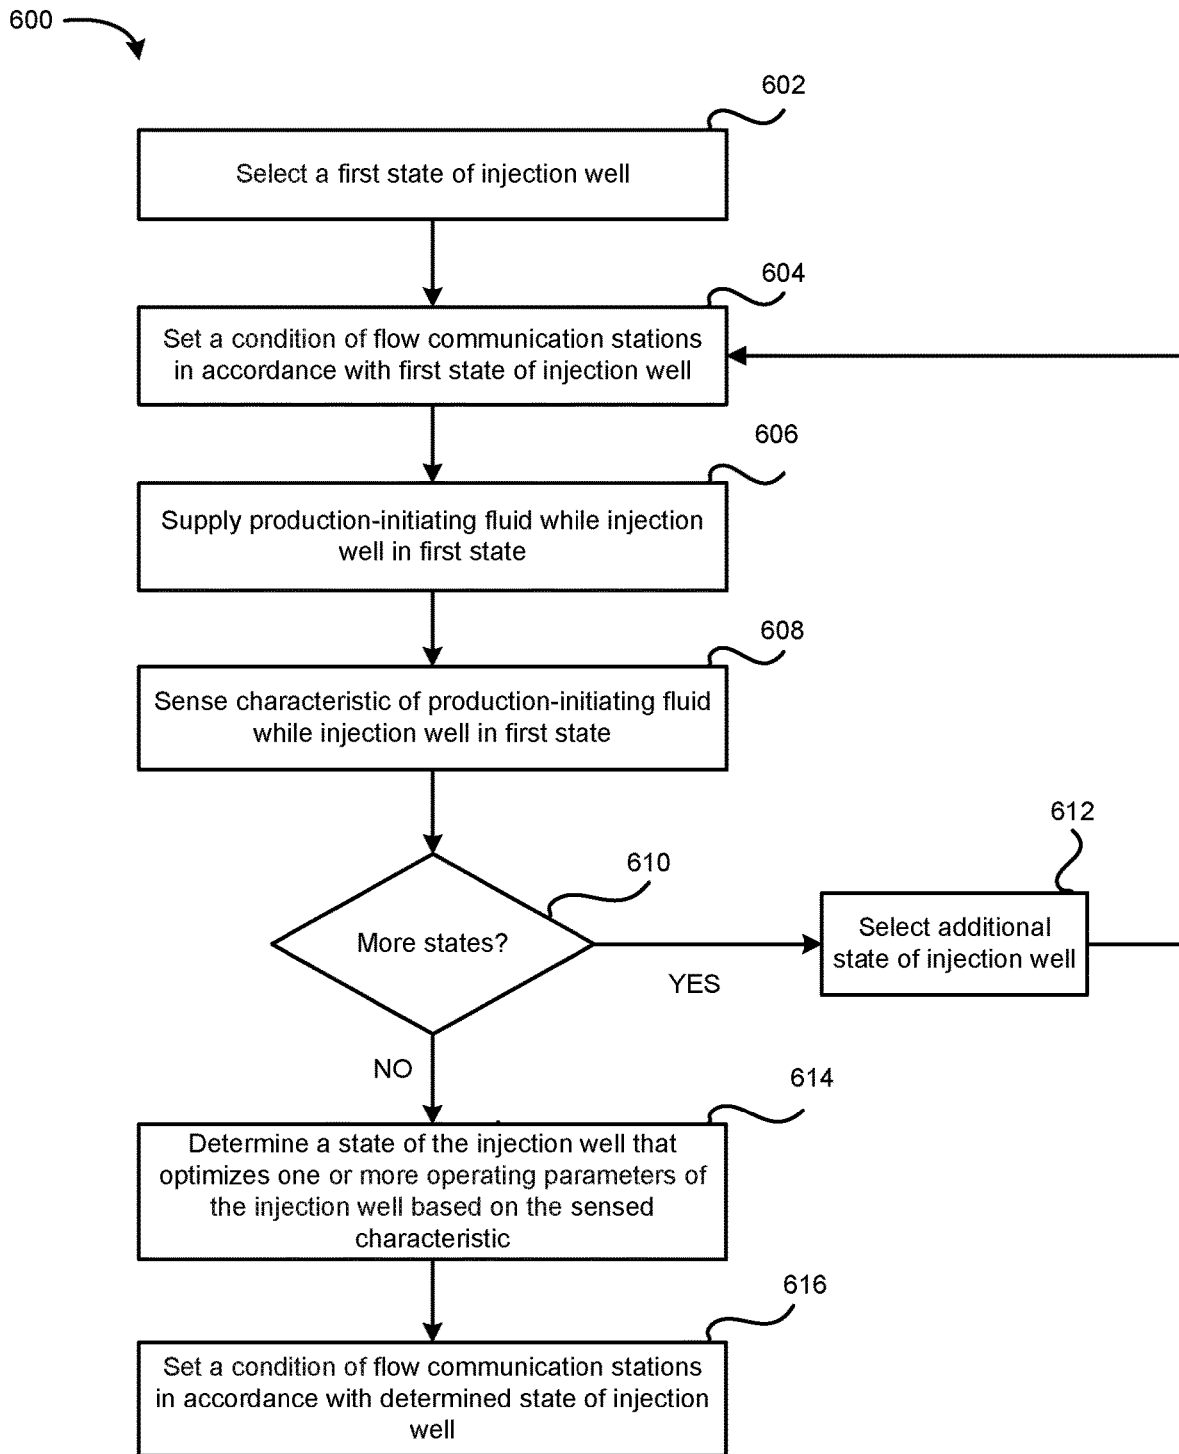 600
602
Select a first state of injection well
604
Set a condition of flow communication stations
in accordance with first state of injection well
606
Supply production-initiating fluid while injection
well in first state
608
Sense characteristic of production-initiating fluid
while injection well in first state
610
612
More states?
Select additional
state of injection well
YES
NO
614
Determine a state of the injection well that
optimizes one or more operating parameters of
the injection well based on the sensed
characteristic
616
Set a condition of flow communication stations
in accordance with determined state of injection
well